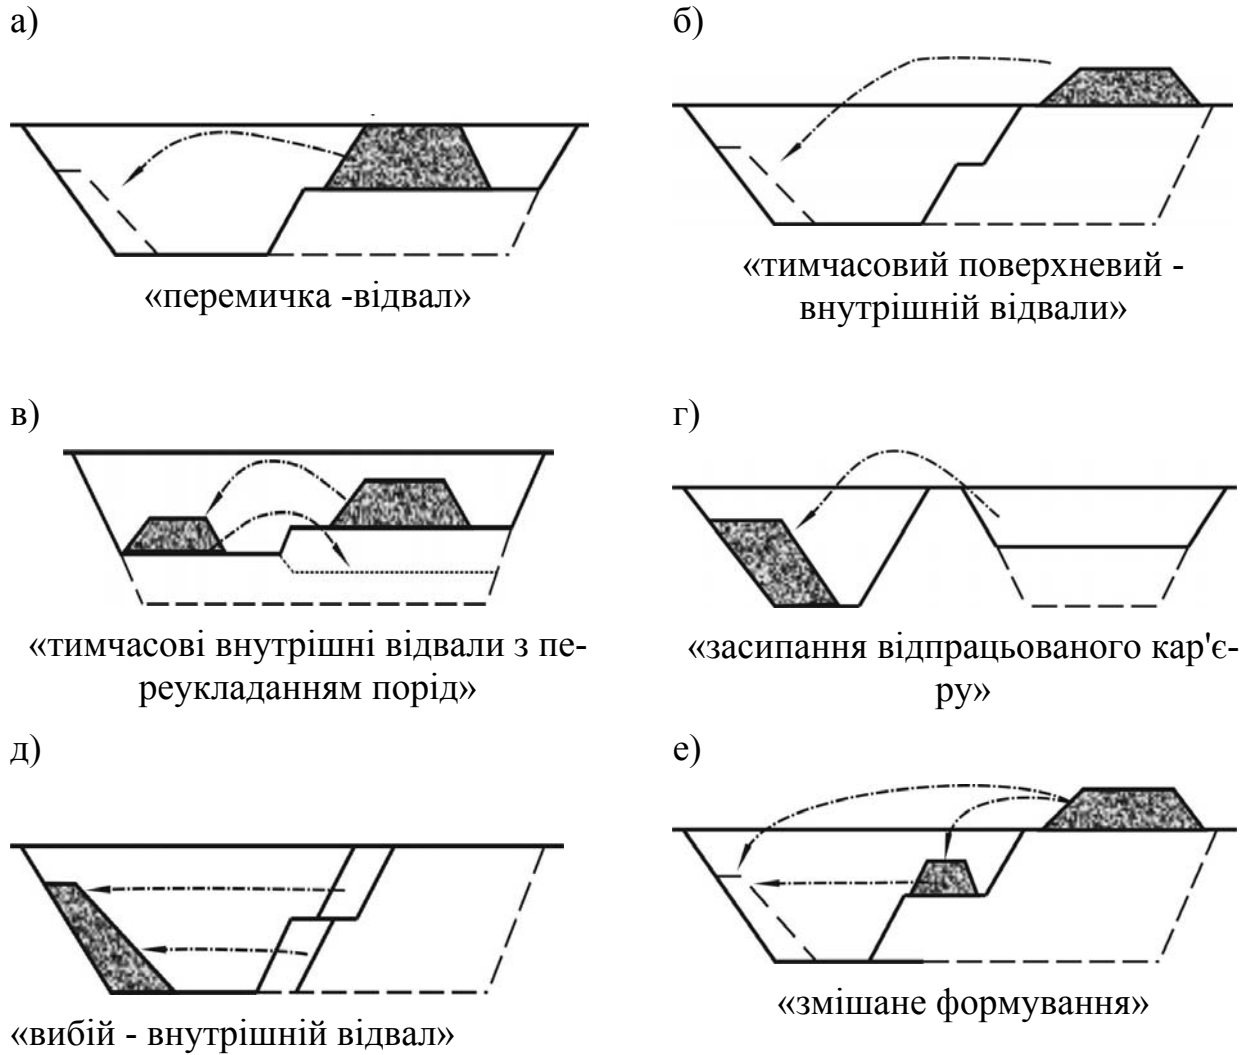 а)
б)
«перемичка -відвал»
«тимчасовий поверхневий -
внутрішній відвали»
в)
г)
«тимчасові внутрішні відвали з пе-
реукладанням порід»
«засипання відпрацьованого кар'є-
ру»
д)
е)
«вибій - внутрішній відвал»
«змішане формування»